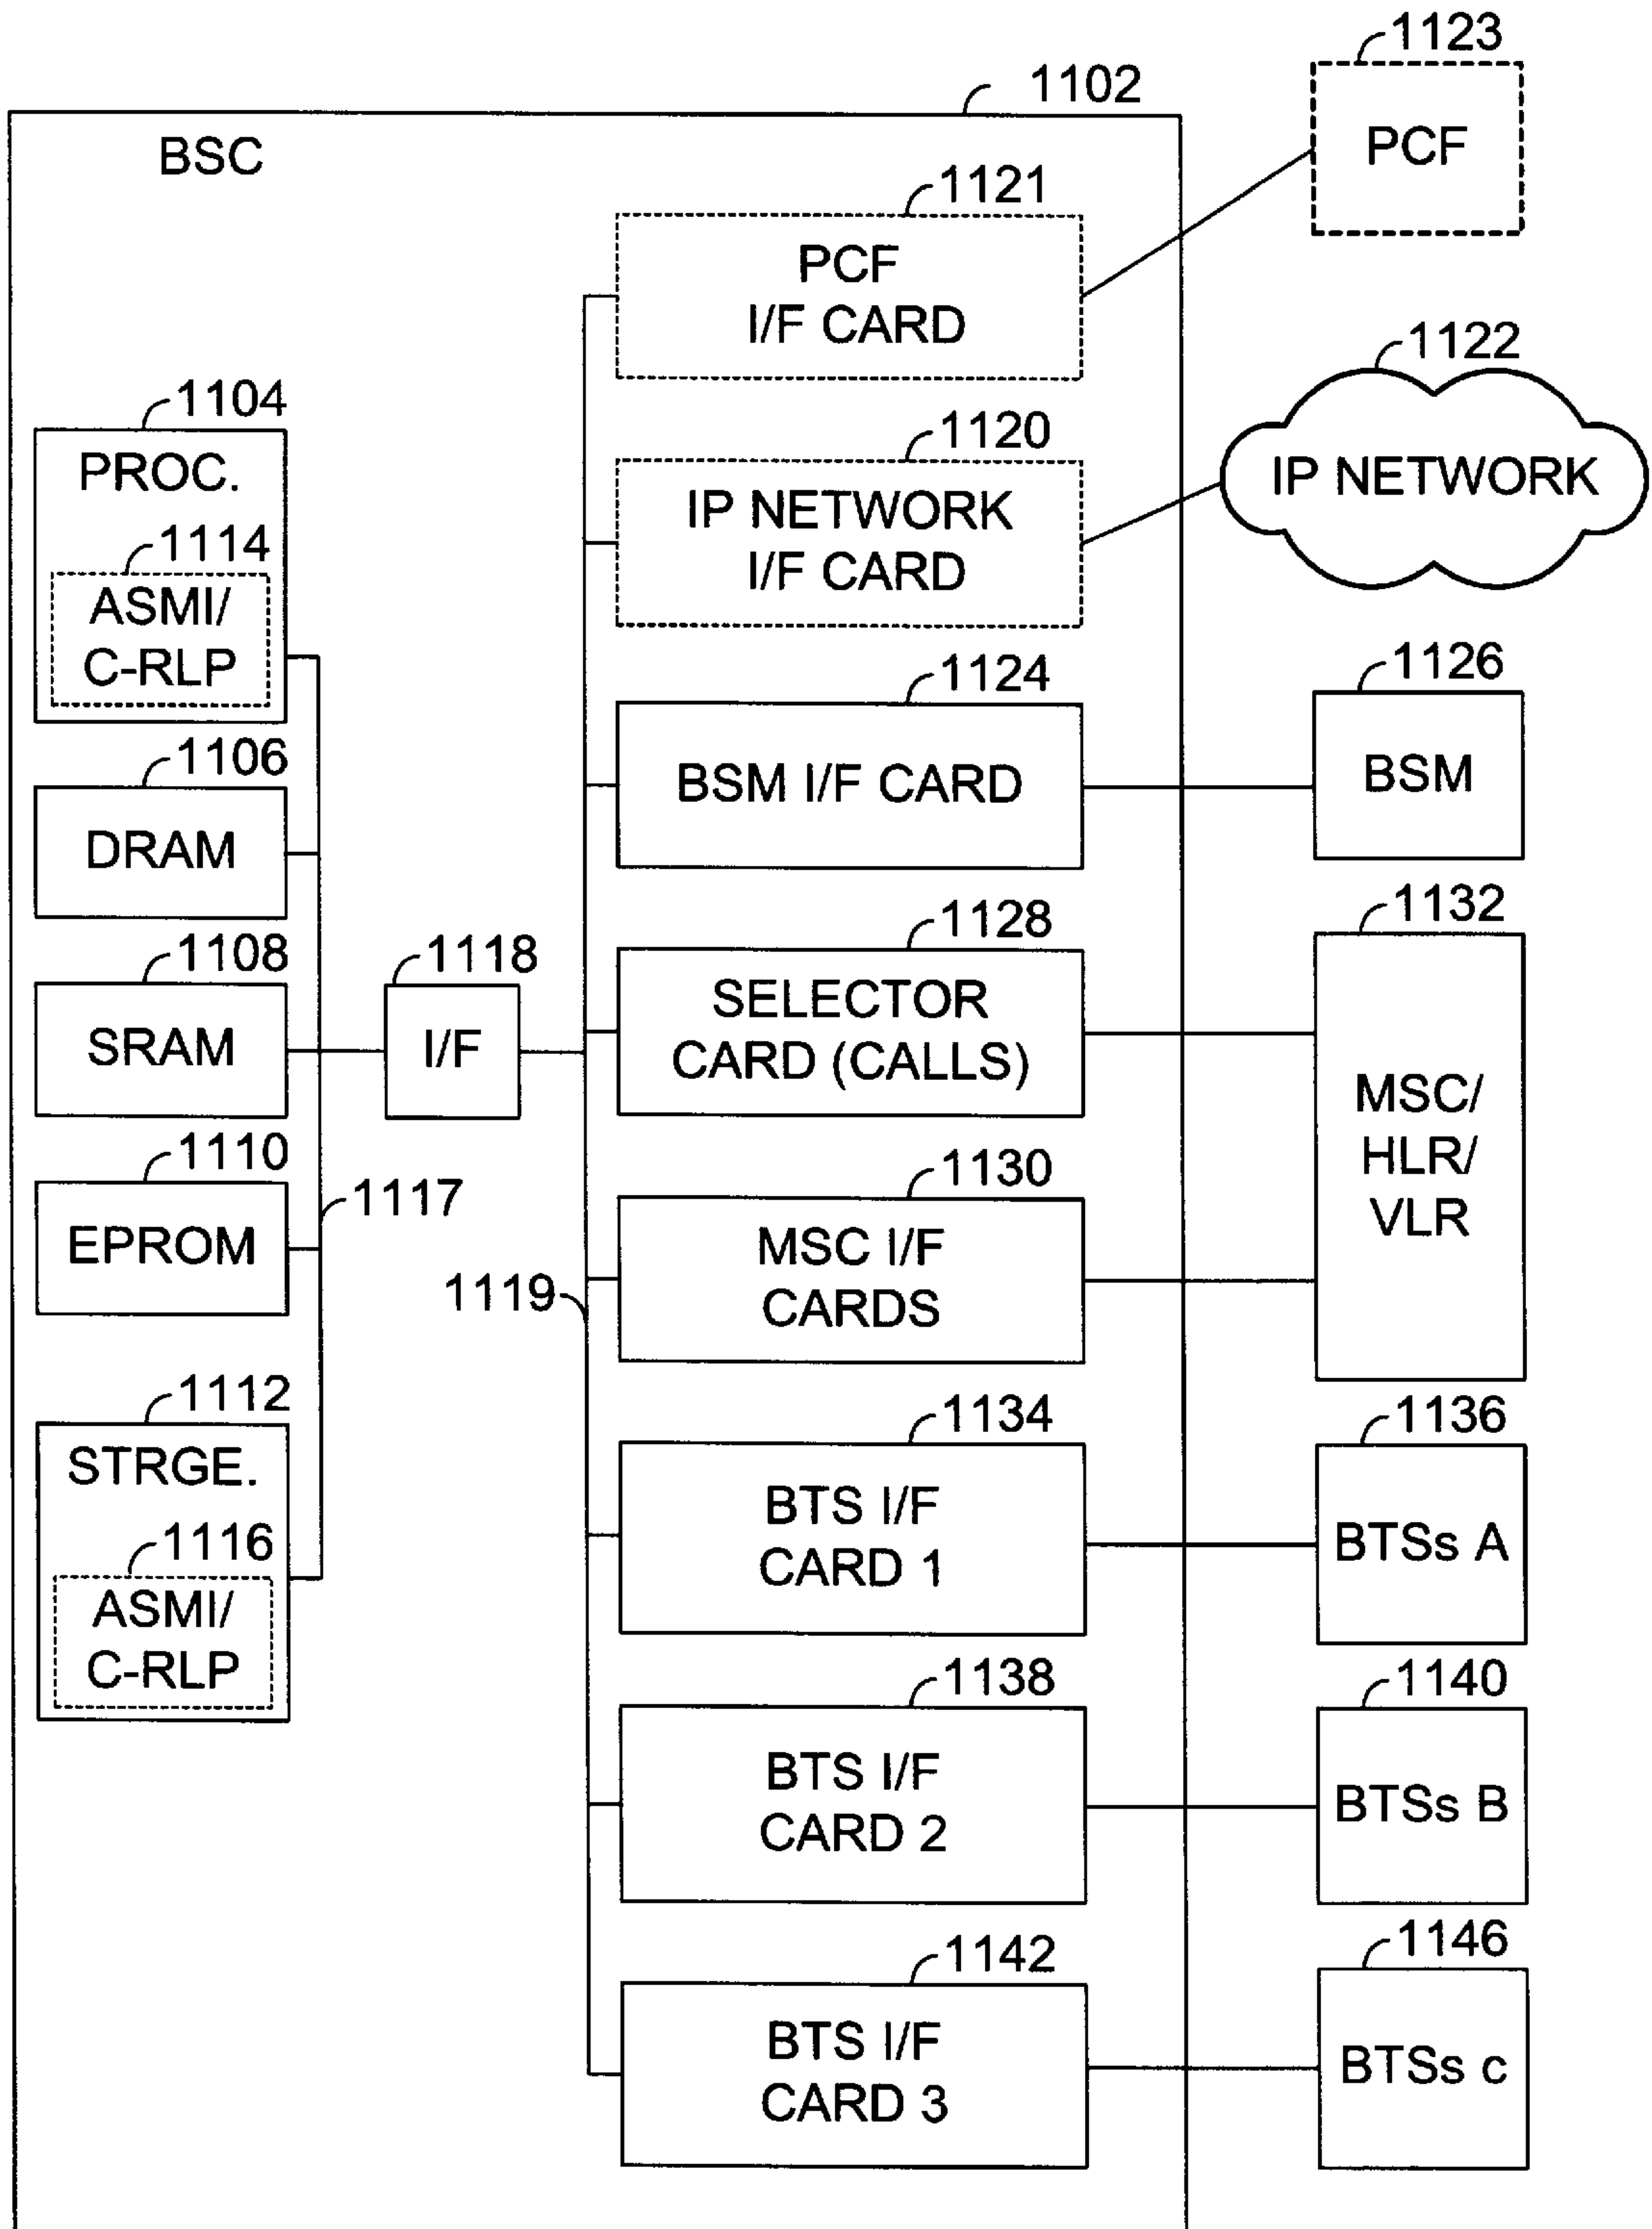 1123
PCF
1102
BSC
1121
PCF
I/F CARD
1122
IP NETWORK
1104
PROC.
1114
ASMI/
C-RLP
1120
IP NETWORK
I/F CARD
1106
DRAM
1124
BSM I/F CARD
1126
BSM
1108
SRAM
1118
I/F
1128
SELECTOR
CARD (CALLS)
1132
MSC/
HLR/
VLR
1110
EPROM
1117
1130
MSC I/F
CARDS
1119
1112
STRGE.
1116
ASMI/
C-RLP
1134
BTS I/F
CARD 1
1136
BTSs A
1138
BTS I/F
CARD 2
1140
BTSs B
1142
BTS I/F
CARD 3
1146
BTSs c